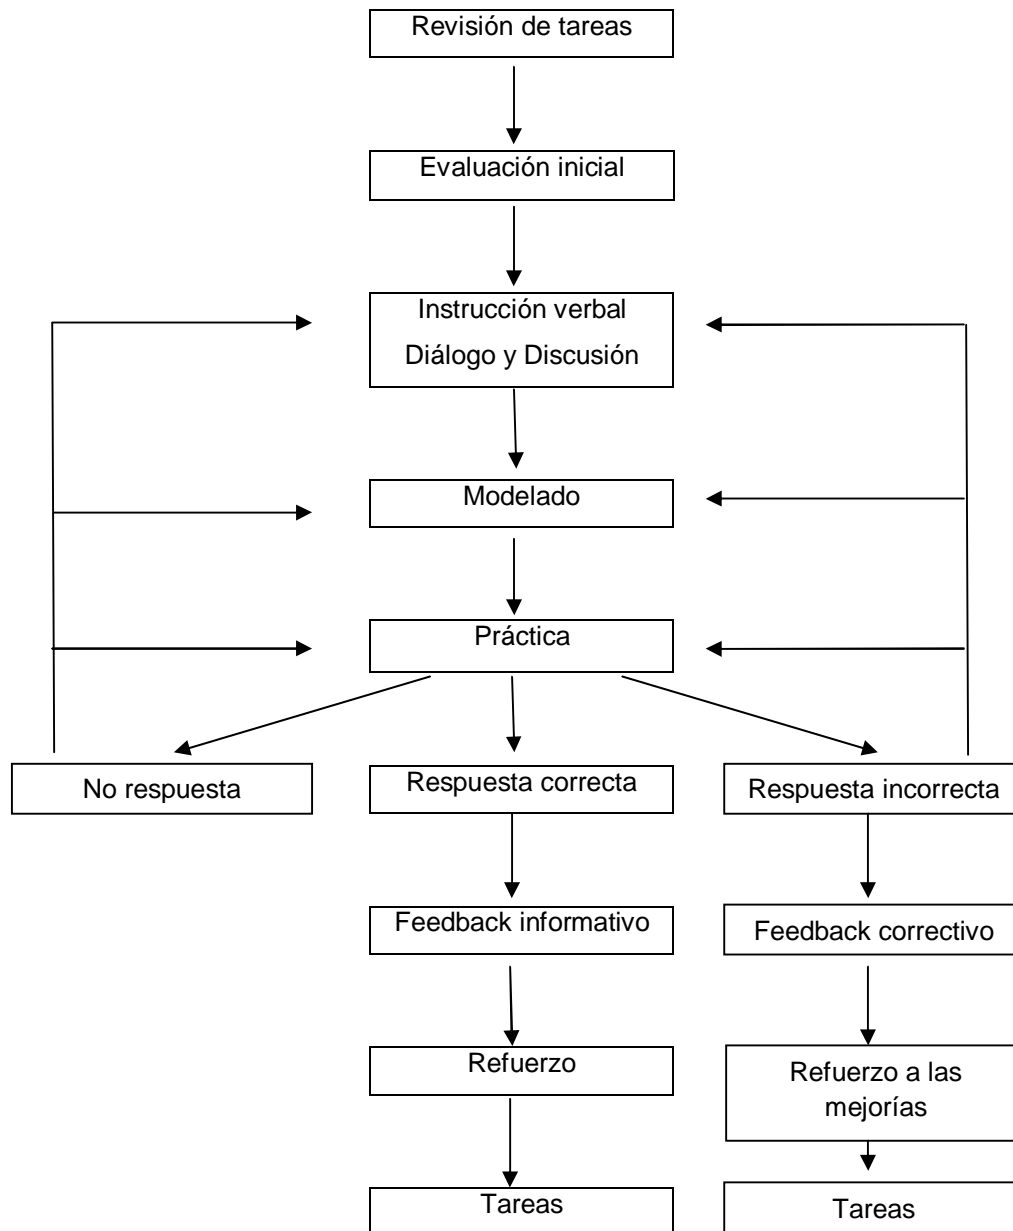 Revisión de tareas
Evaluación inicial
Instrucción verbal
Diálogo y Discusión
Modelado
Práctica
No respuesta
Respuesta correcta
Respuesta incorrecta
Feedback informativo
Feedback correctivo
Refuerzo
Refuerzo a las
mejorías
Tareas
Tareas